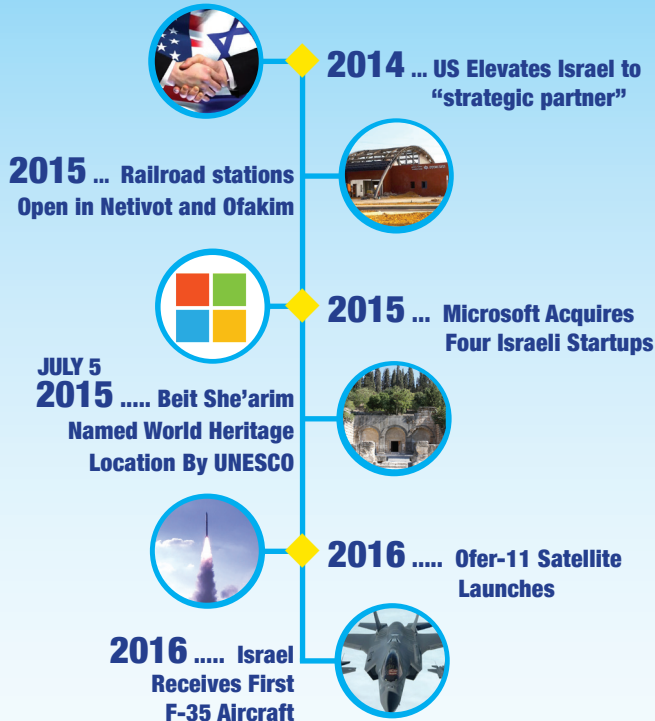 2014 ... US Elevates Israel to
“strategic partner”
2015 ... Railroad stations
Open in Netivot and Ofakim
2015 ... Microsoft Acquires
Four Israeli Startups
JULY 5
2015 ..... Beit She’arim
Named World Heritage
Location By UNESCO
2016 ..... Ofer-11 Satellite
Launches
2016 ..... Israel
Receives First
F-35 Aircraft